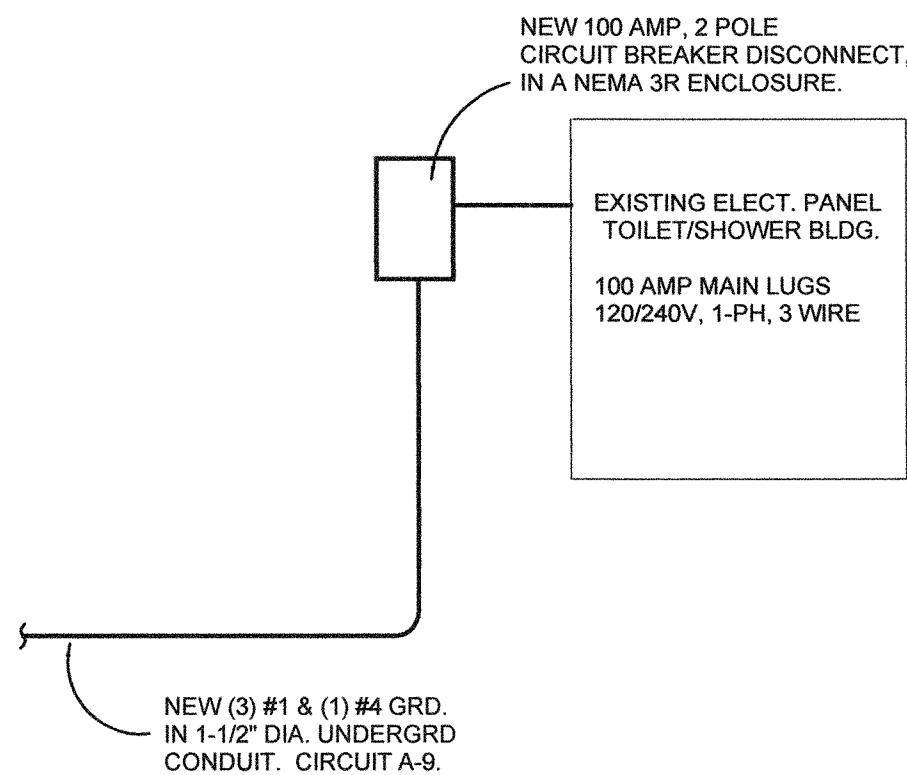 NEW 100 AMP, 2 POLE
CIRCUIT BREAKER DISCONNECT,
IN A NEMA 3R ENCLOSURE.
EXISTING ELECT. PANEL
TOILET/SHOWER BLDG.
100 AMP MAIN LUGS
120/240V, 1-PH, 3 WIRE
NEW (3) #1 & (1) #4 GRD.
IN 1-1/2" DIA. UNDERGRD
CONDUIT. CIRCUIT A-9.